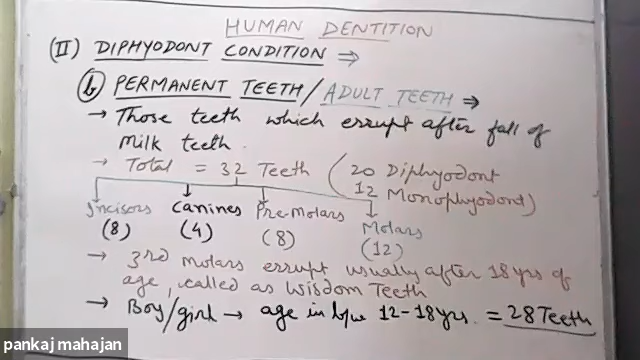 HUMAN DENTITION
(II) DIPHYODONT CONDITION ⇒
(b) PERMANENT TEETH/ADULT TEETH ⇒
→ Those teeth which errupt after fall of
Milk teeth.
→ Total = 32 Teeth (20 Diphyodont
12 Monophyodont)
Incisors Canines Pre-Molars Molars
(8) (4) (8) (12)
→ 3rd Molars errupt usually after 18 yrs of
age, called as Wisdom Teeth
→ Boy/girl → age in b/w 12-18yrs. = 28 Teeth
pankaj mahajan